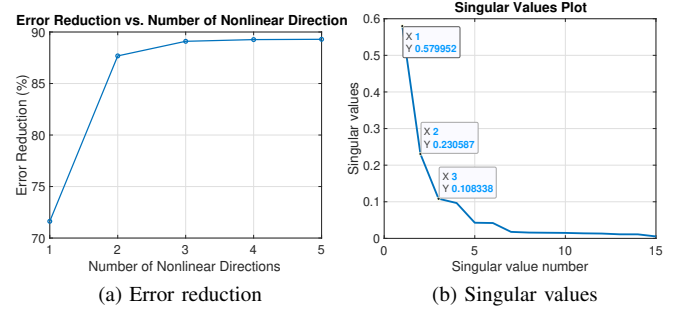 Error Reduction vs. Number of Nonlinear Direction
90
85
80
75
70
Error Reduction (%)
1 2 3 4 5
Number of Nonlinear Directions
(a) Error reduction
Singular Values Plot
0.6
0.5
0.4
0.3
0.2
0.1
0
Singular values
X 1
Y 0.579952
X 2
Y 0.230587
X 3
Y 0.108338
0 5 10 15
Singular value number
(b) Singular values